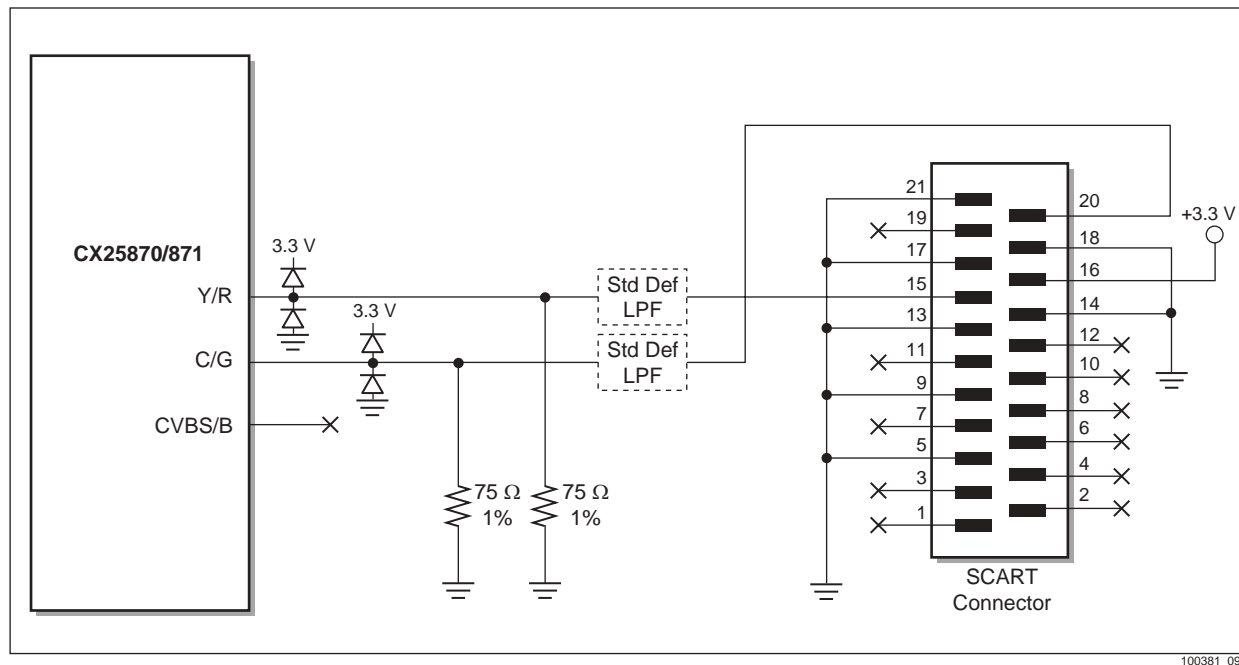 CX25870/871
Y/R
C/G
CVBS/B
3.3 V
3.3 V
Std Def
LPF
Std Def
LPF
75 Ω
1%
75 Ω
1%
21
19
17
15
13
11
9
7
5
3
1
20
18
16
14
12
10
8
6
4
2
+3.3 V
SCART
Connector
100381_09